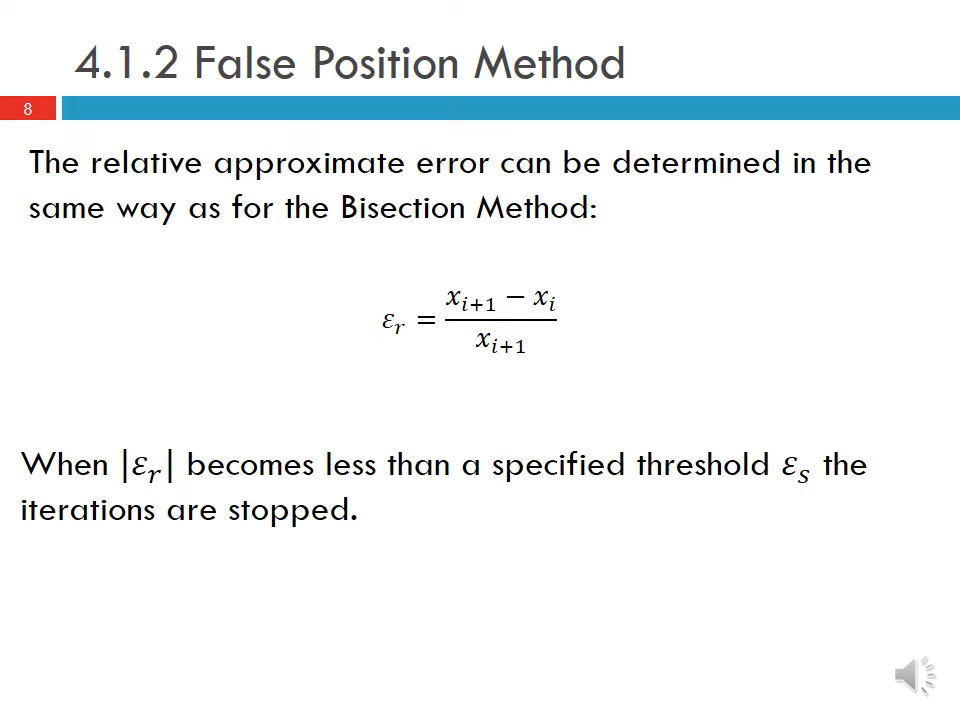 4.1.2 False Position Method
8
The relative approximate error can be determined in the
same way as for the Bisection Method:
𝜀ᵣ = (xᵢ₊₁ − xᵢ) / xᵢ₊₁
When |𝜀ᵣ| becomes less than a specified threshold 𝜀ₛ the
iterations are stopped.